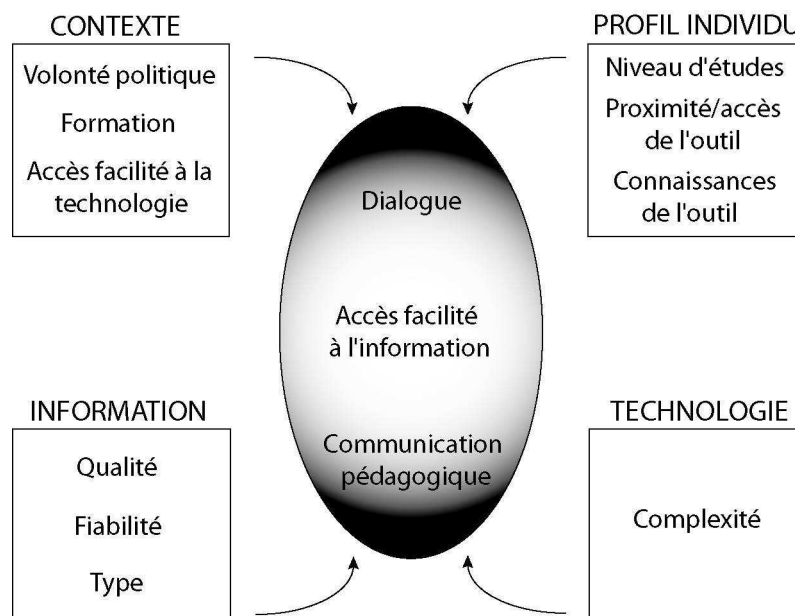 CONTEXTE
Volonté politique
Formation
Accès facilité à la
technologie
PROFIL INDIVIDU
Niveau d'études
Proximité/accès
de l'outil
Connaissances
de l'outil
Dialogue
Accès facilité
à l'information
Communication
pédagogique
INFORMATION
Qualité
Fiabilité
Type
TECHNOLOGIE
Complexité